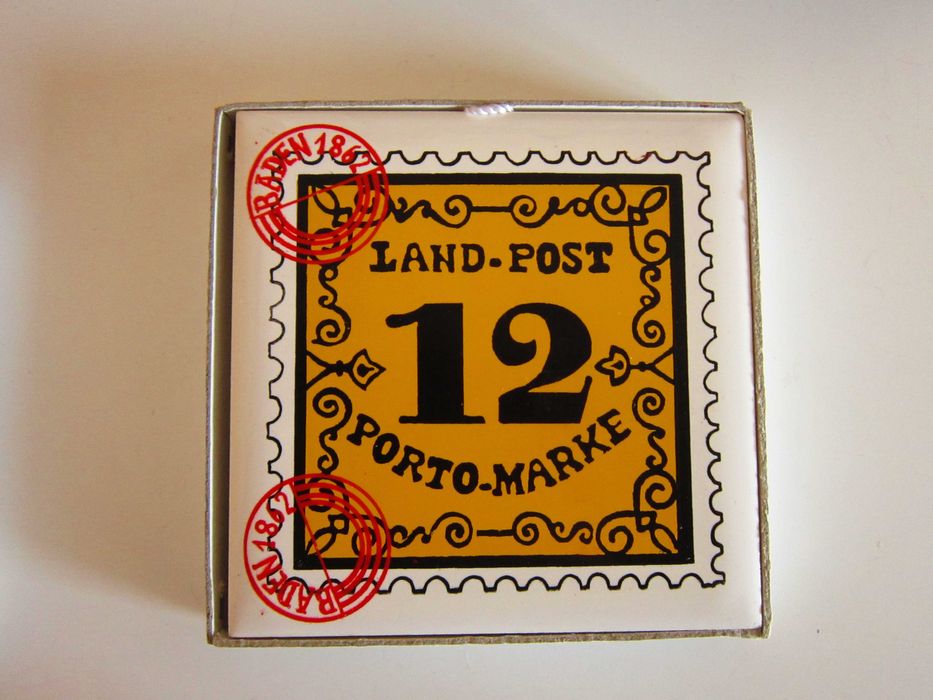 BADEN 1862
LAND-POST
12
PORTO-MARKE
BADEN 1862